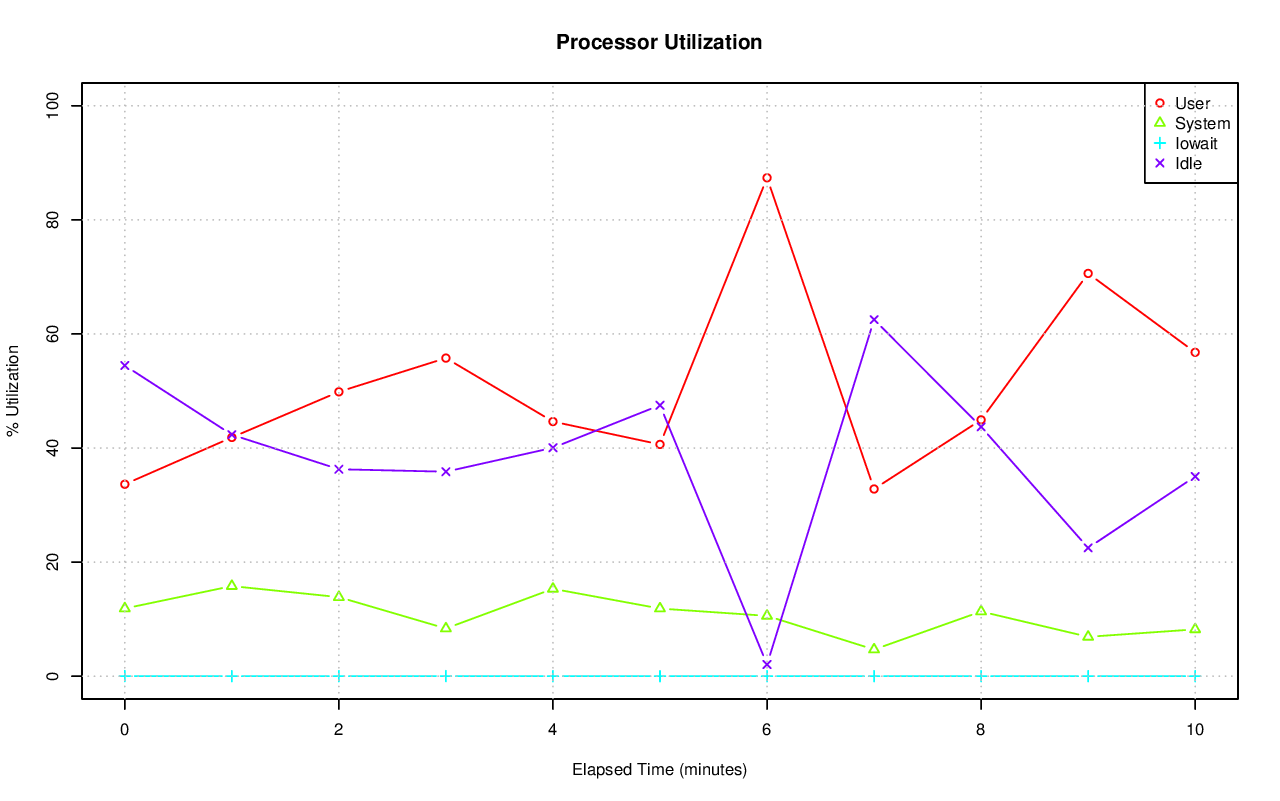 Processor Utilization
100
80
60
40
20
0
% Utilization
User
System
Iowait
Idle
0 2 4 6 8 10
Elapsed Time (minutes)